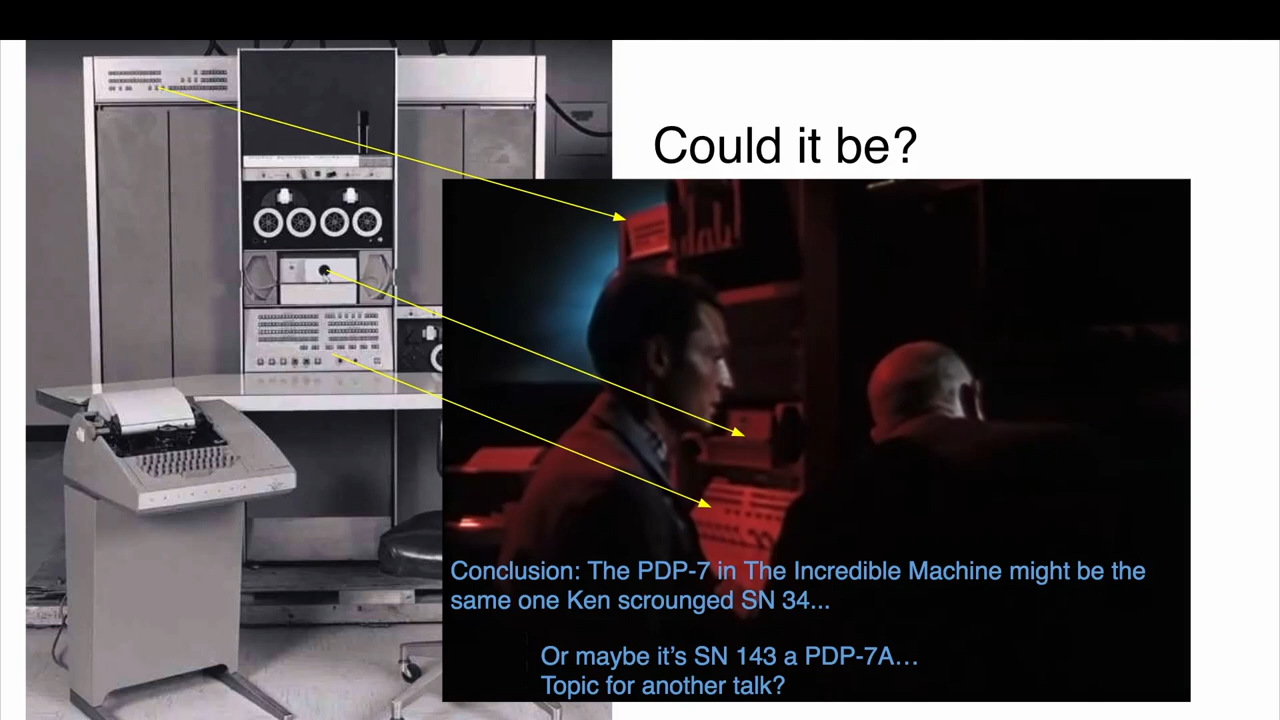 Could it be?
Conclusion: The PDP-7 in The Incredible Machine might be the
same one Ken scrounged SN 34...
Or maybe it’s SN 143 a PDP-7A…
Topic for another talk?